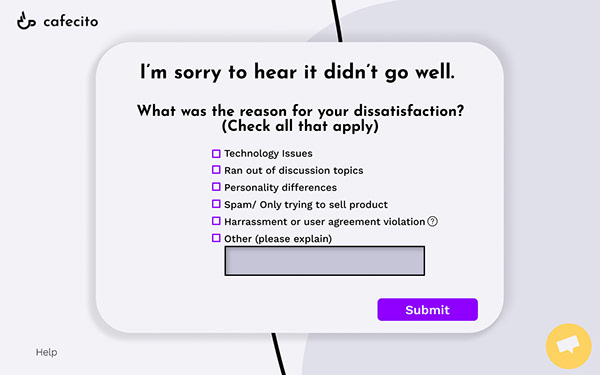 cafecito
I'm sorry to hear it didn't go well.
What was the reason for your dissatisfaction?
(Check all that apply)
Technology Issues
Ran out of discussion topics
Personality differences
Spam/ Only trying to sell product
Harrassment or user agreement violation ?
Other (please explain)
Submit
Help